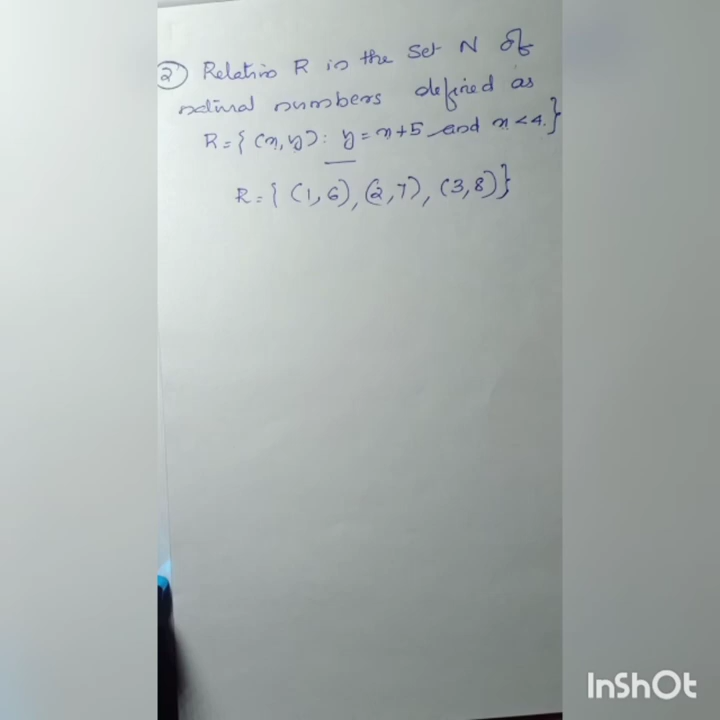 ② Relation R in the Set N of
natural numbers defined as
R = { (x, y) : y = x + 5 and x < 4. }
R = { (1, 6), (2, 7), (3, 8) }
InShOt